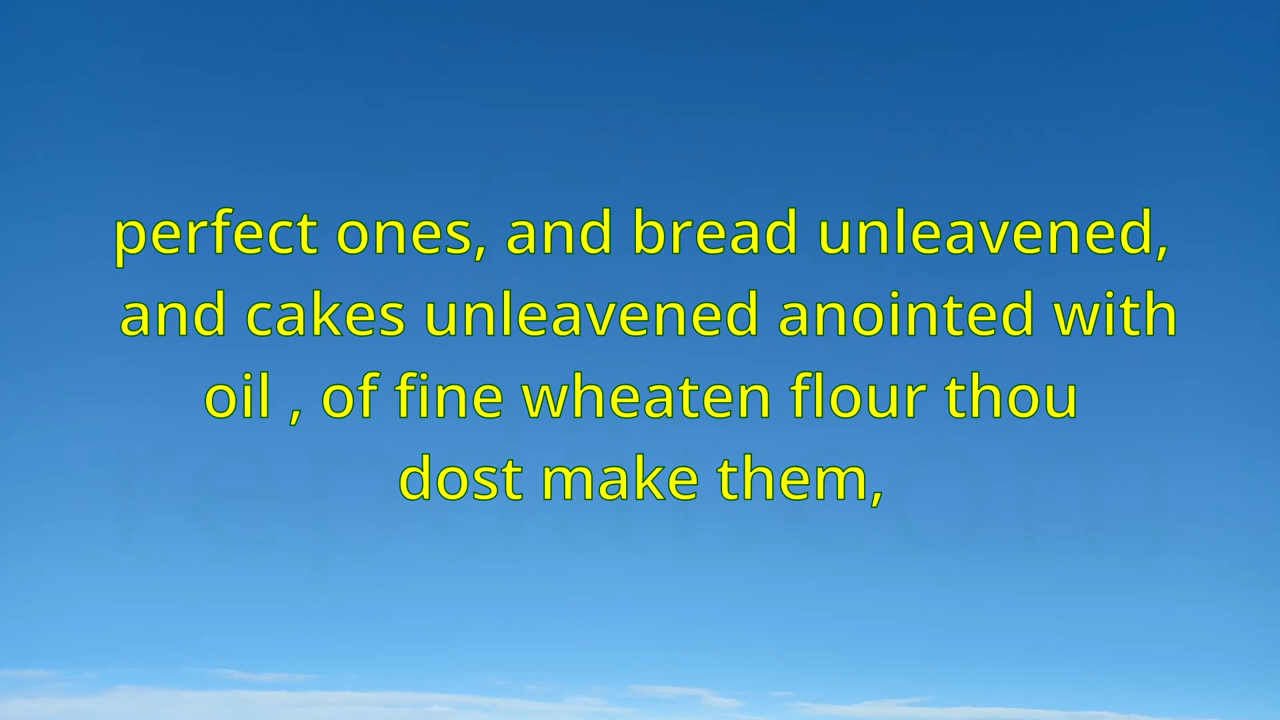 perfect ones, and bread unleavened,
and cakes unleavened anointed with
oil , of fine wheaten flour thou
dost make them,